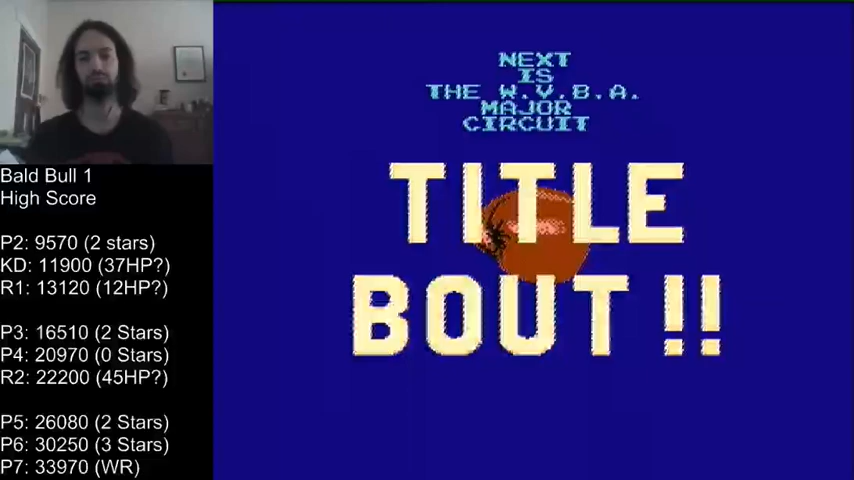 Bald Bull 1
High Score
P2: 9570 (2 stars)
KD: 11900 (37HP?)
R1: 13120 (12HP?)
P3: 16510 (2 Stars)
P4: 20970 (0 Stars)
R2: 22200 (45HP?)
P5: 26080 (2 Stars)
P6: 30250 (3 Stars)
P7: 33970 (WR)
NEXT
IS
THE W.V.B.A.
MAJOR
CIRCUIT
TITLE
BOUT!!